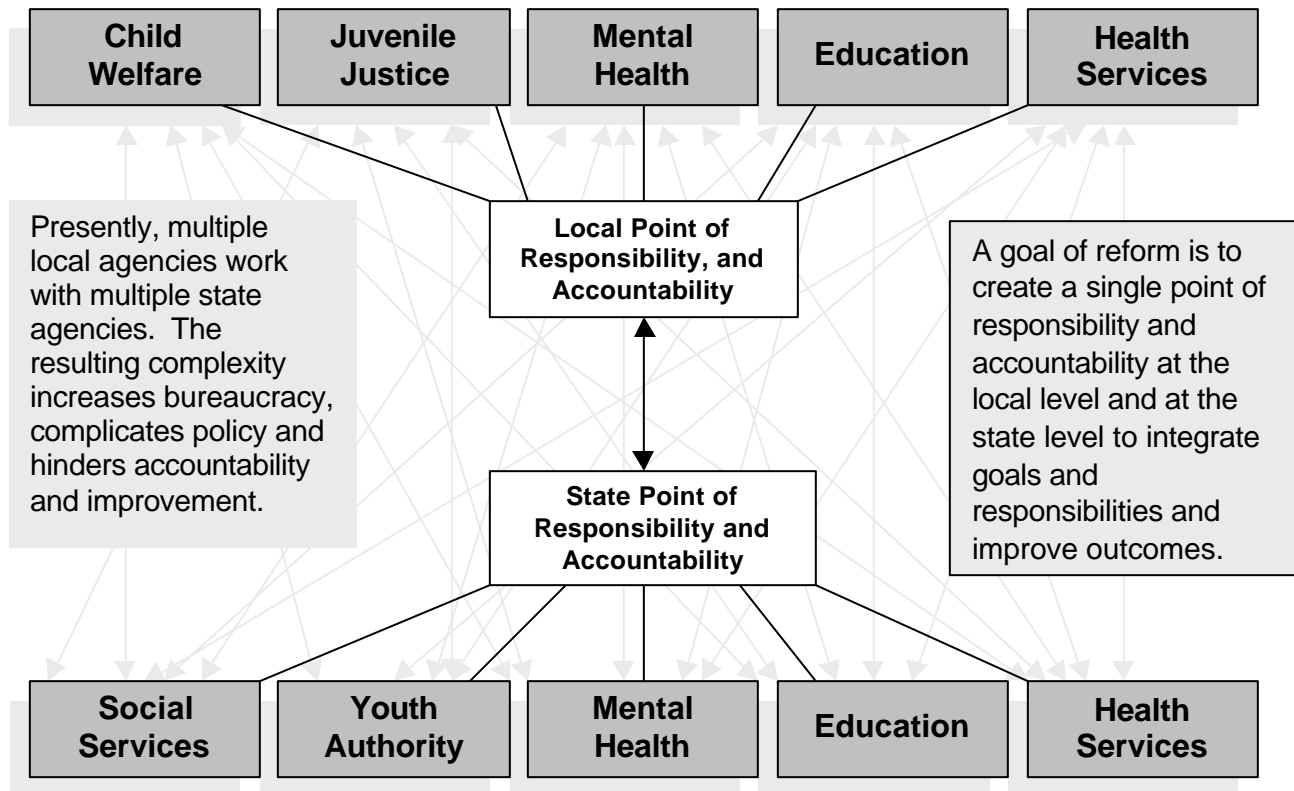 Child
Welfare
Juvenile
Justice
Mental
Health
Education
Health
Services
Local Point of
Responsibility, and
Accountability
Presently, multiple
local agencies work
with multiple state
agencies.  The
resulting complexity
increases bureaucracy,
complicates policy and
hinders accountability
and improvement.
A goal of reform is to
create a single point of
responsibility and
accountability at the
local level and at the
state level to integrate
goals and
responsibilities and
improve outcomes.
State Point of
Responsibility and
Accountability
Social
Services
Youth
Authority
Mental
Health
Education
Health
Services